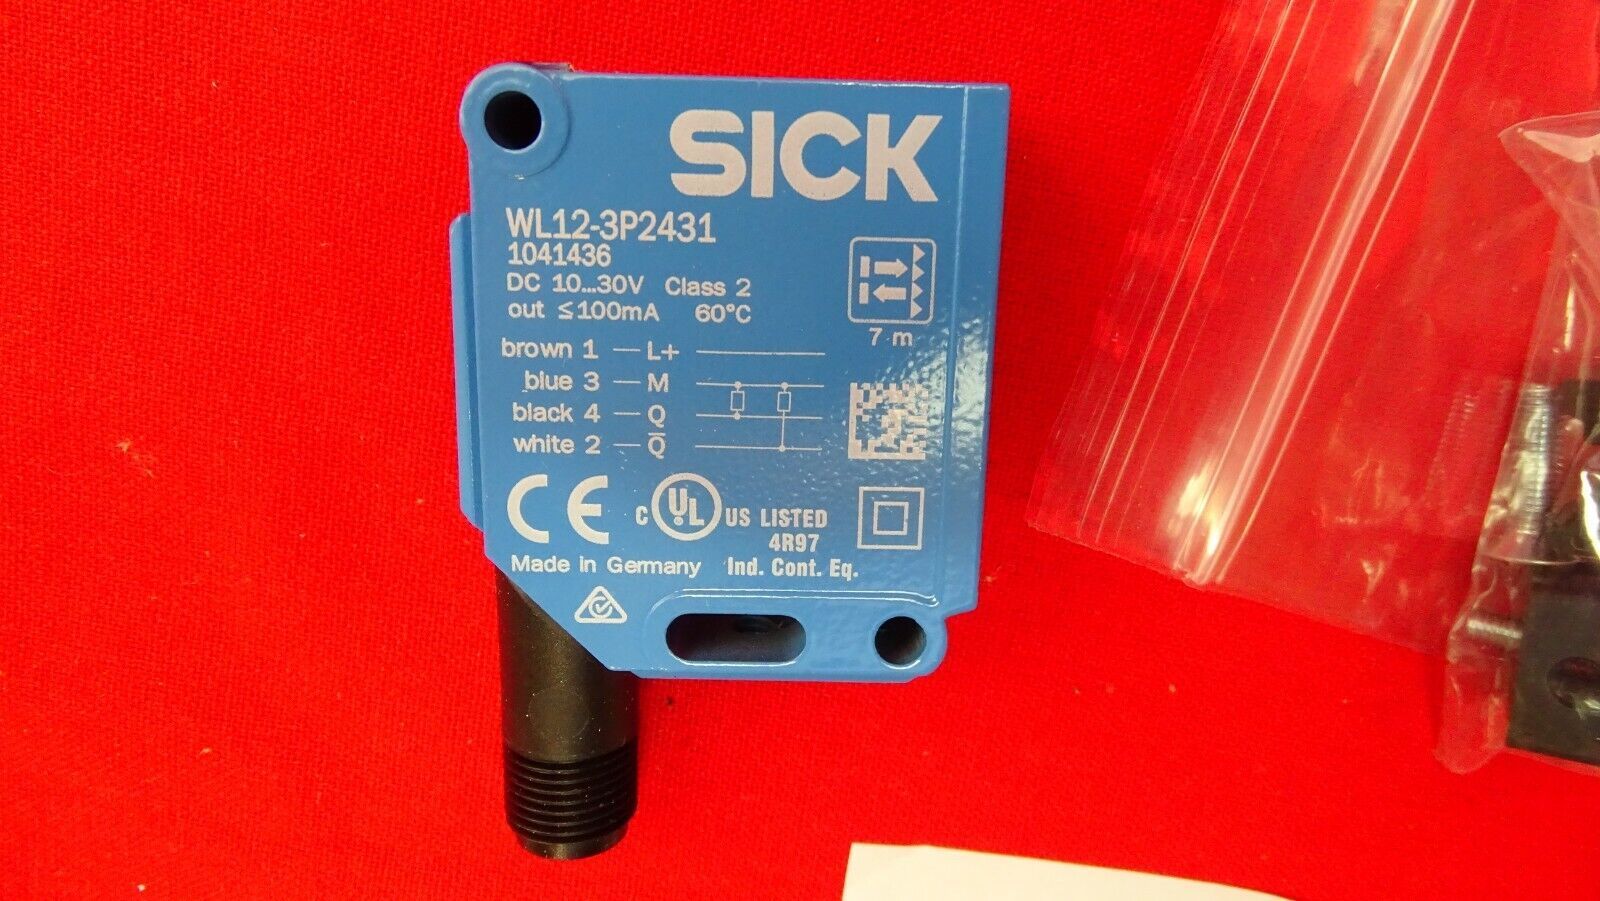 SICK
WL12-3P2431
1041436
DC 10...30V Class 2
out ≤100mA 60°C
7 m
brown 1 — L+
blue 3 — M
black 4 — Q
white 2 — Q̅
CE C UL US LISTED
4R97
Made in Germany Ind. Cont. Eq.